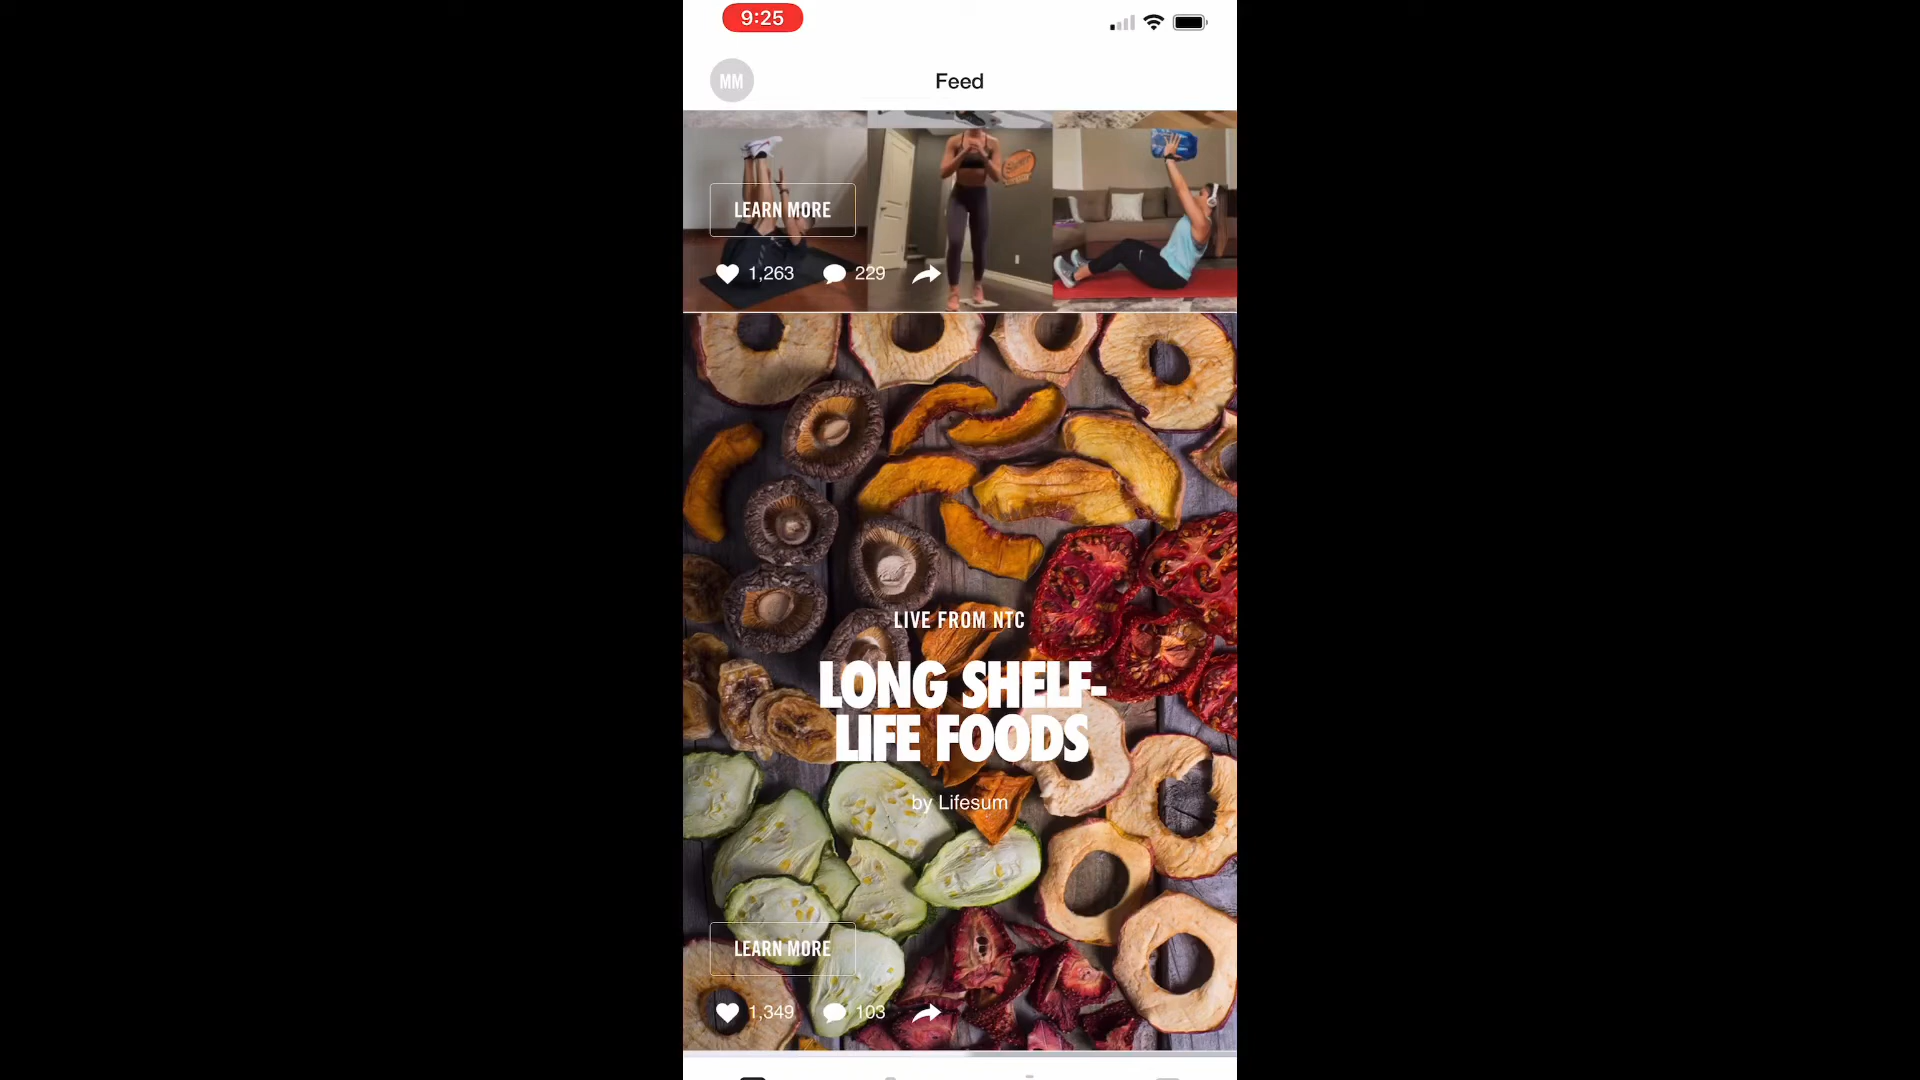 9:25
MM
Feed
LEARN MORE
1,263
229
LIVE FROM NTC
LONG SHELF-
LIFE FOODS
by Lifesum
LEARN MORE
1,349
103